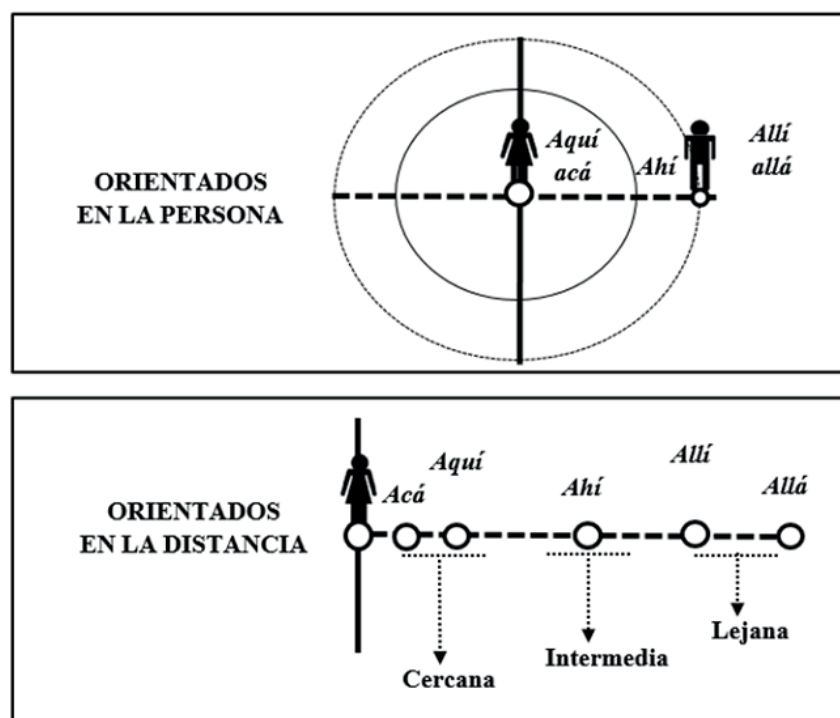 ORIENTADOS
EN LA PERSONA
Aquí
acá
Ahí
Allí
allá
ORIENTADOS
EN LA DISTANCIA
Acá
Aquí
Ahí
Allí
Allá
Cercana
Intermedia
Lejana